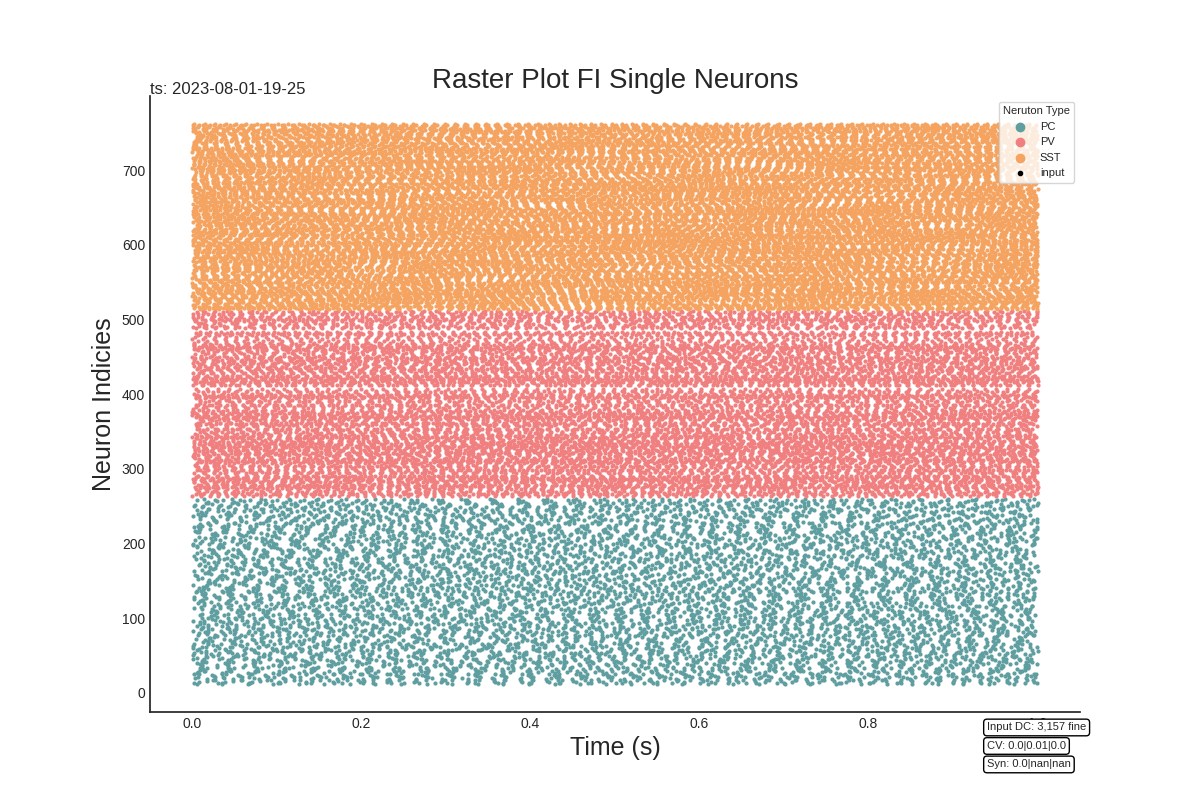 Raster Plot FI Single Neurons
ts: 2023-08-01-19-25
Neruton Type
PC
PV
SST
input
Neuron Indicies
700
600
500
400
300
200
100
0
0.0 0.2 0.4 0.6 0.8
Time (s)
Input DC: 3,157 fine
CV: 0.0|0.01|0.0
Syn: 0.0|nan|nan